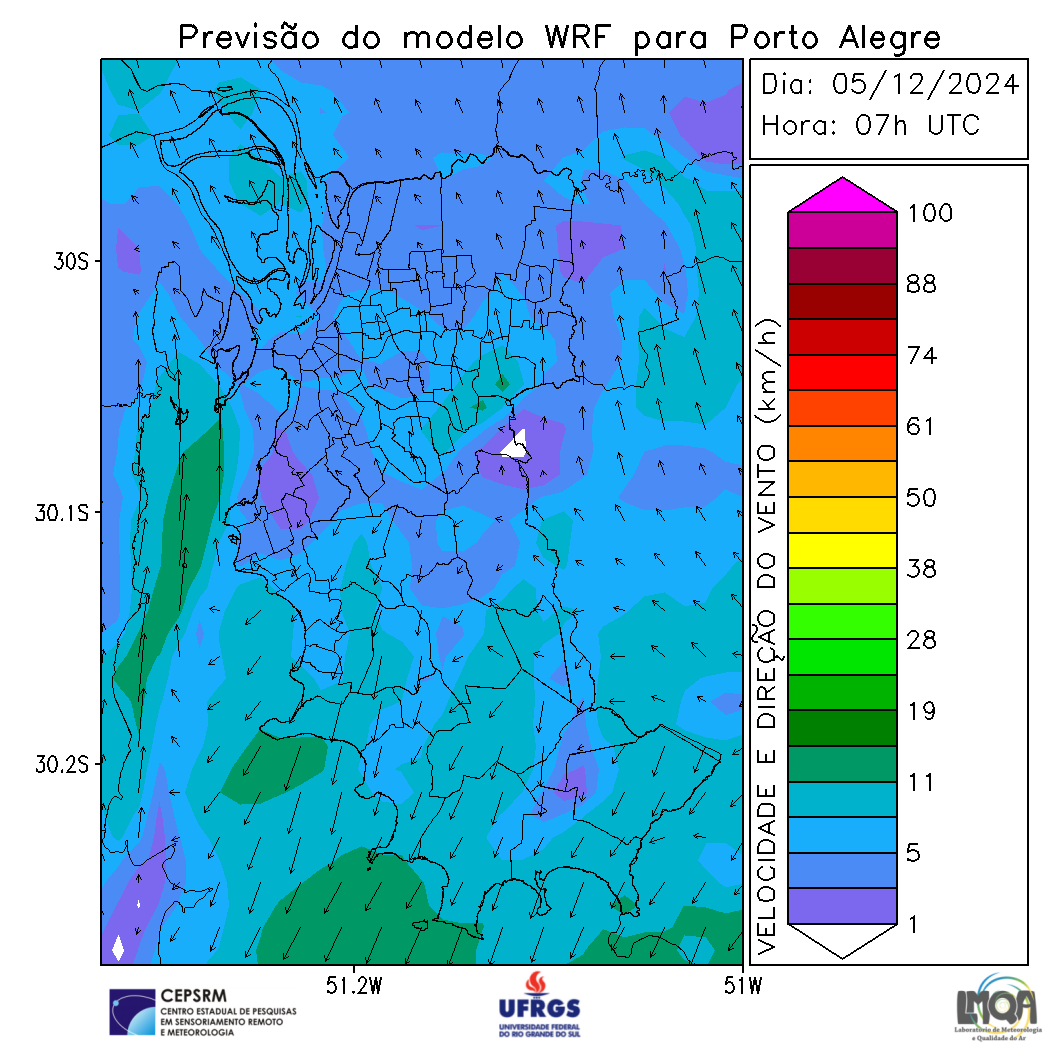 Previsão do modelo WRF para Porto Alegre
Dia: 05/12/2024
Hora: 07h UTC
30S
30.1S
30.2S
51.2W
51W
VELOCIDADE E DIREÇÃO DO VENTO (km/h)
100
88
74
61
50
38
28
19
11
5
1
CEPSRM
CENTRO ESTADUAL DE PESQUISAS
EM SENSORIAMENTO REMOTO
E METEOROLOGIA
UFRGS
UNIVERSIDADE FEDERAL
DO RIO GRANDE DO SUL
LMQA
Laboratório de Meteorologia
e Qualidade do Ar